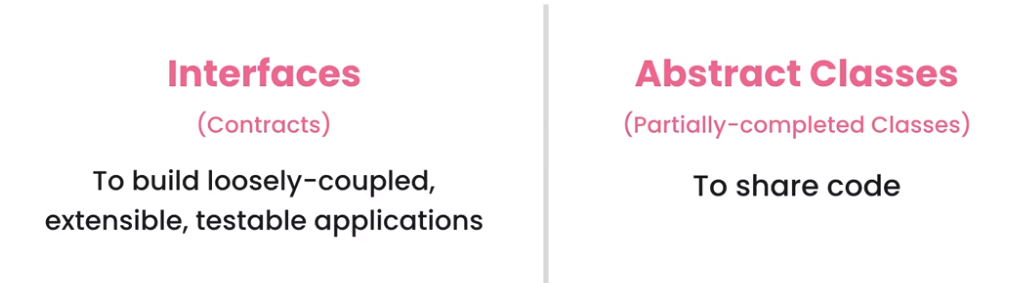 Interfaces
(Contracts)
To build loosely-coupled,
extensible, testable applications
Abstract Classes
(Partially-completed Classes)
To share code